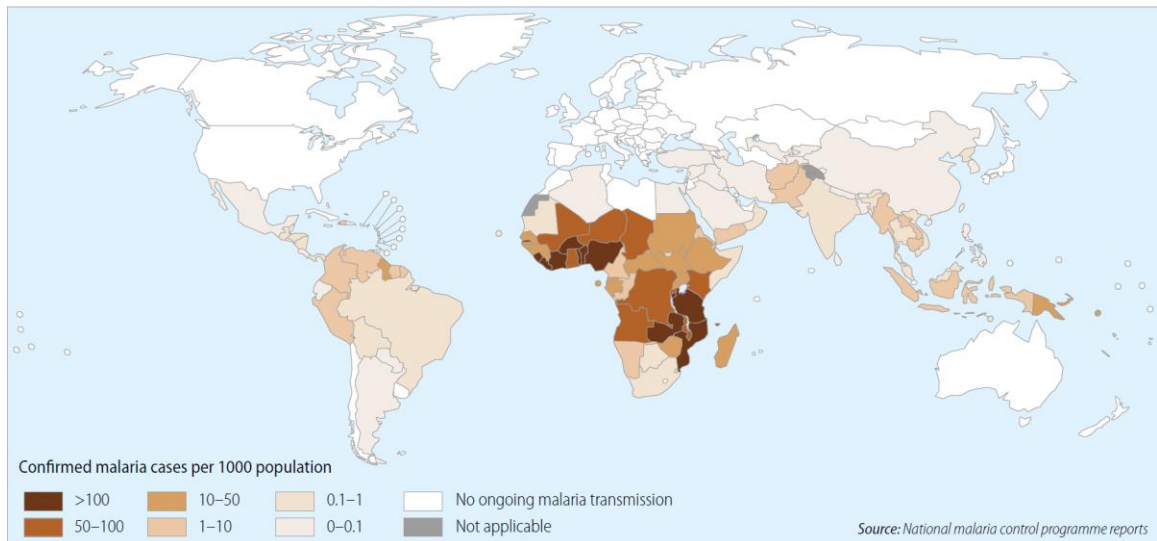 Confirmed malaria cases per 1000 population
>100
10–50
0.1–1
No ongoing malaria transmission
50–100
1–10
0–0.1
Not applicable
Source: National malaria control programme reports